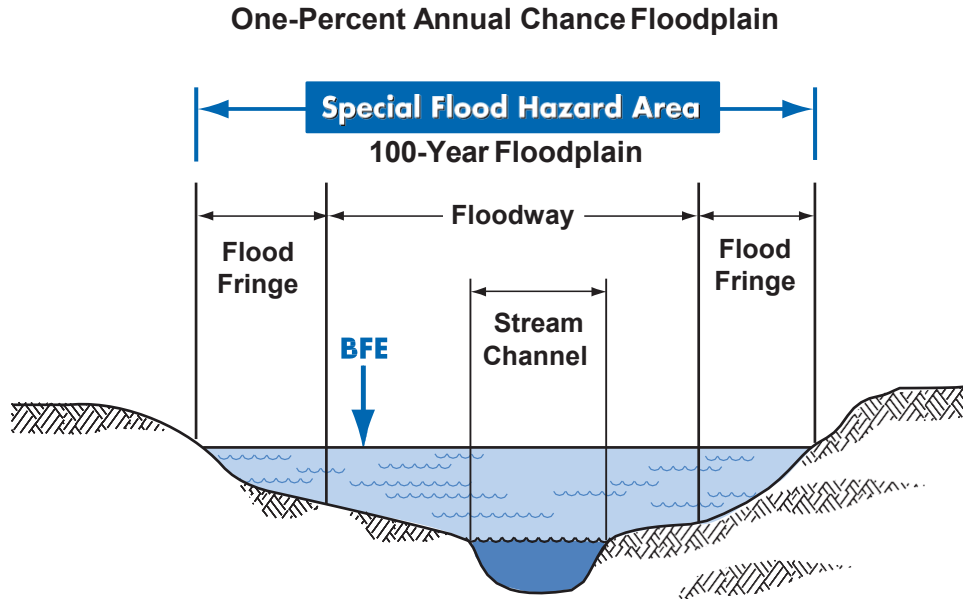 One-Percent Annual Chance Floodplain
Special Flood Hazard Area
100-Year Floodplain
Floodway
Flood
Fringe
Flood
Fringe
Stream
Channel
BFE